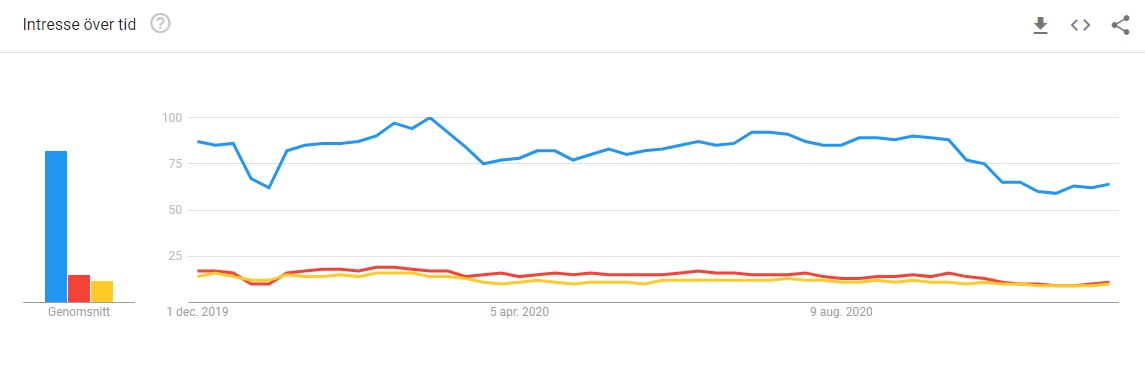 Intresse över tid
100
75
50
25
Genomsnitt
1 dec. 2019
5 apr. 2020
9 aug. 2020